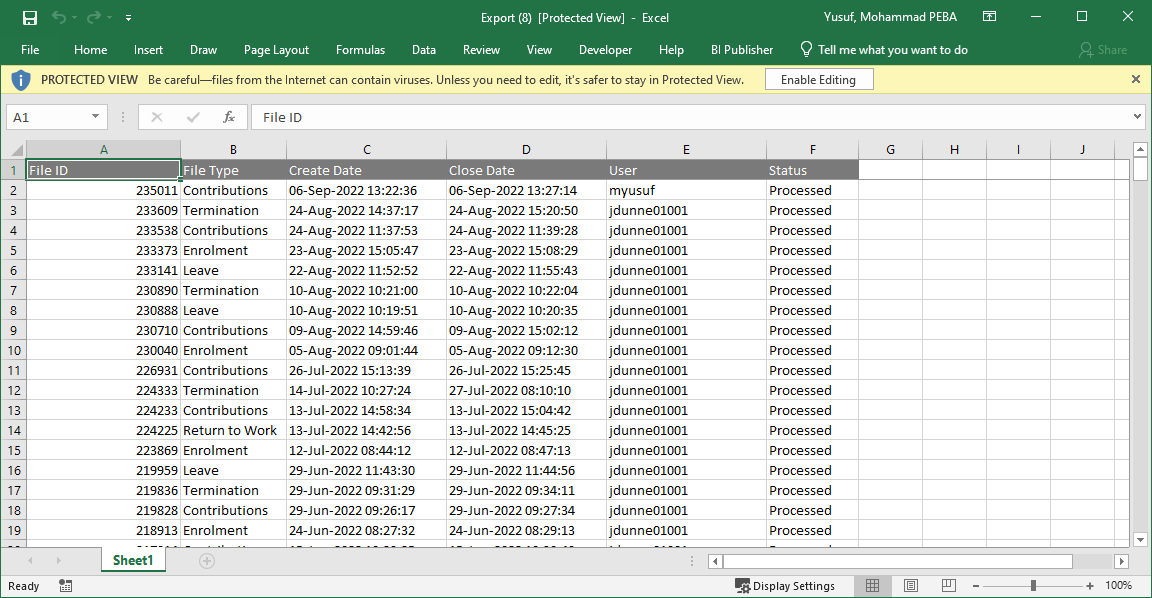 Export (8) [Protected View] - Excel
Yusuf, Mohammad PEBA
File Home Insert Draw Page Layout Formulas Data Review View Developer Help BI Publisher Tell me what you want to do Share
PROTECTED VIEW Be careful—files from the Internet can contain viruses. Unless you need to edit, it's safer to stay in Protected View. Enable Editing
A1 fx File ID
A B C D E F G H I J
1 File ID File Type Create Date Close Date User Status
2 235011 Contributions 06-Sep-2022 13:22:36 06-Sep-2022 13:27:14 myusuf Processed
3 233609 Termination 24-Aug-2022 14:37:17 24-Aug-2022 15:20:50 jdunne01001 Processed
4 233538 Contributions 24-Aug-2022 11:37:53 24-Aug-2022 11:39:28 jdunne01001 Processed
5 233373 Enrolment 23-Aug-2022 15:05:47 23-Aug-2022 15:08:29 jdunne01001 Processed
6 233141 Leave 22-Aug-2022 11:52:52 22-Aug-2022 11:55:43 jdunne01001 Processed
7 230890 Termination 10-Aug-2022 10:21:00 10-Aug-2022 10:22:04 jdunne01001 Processed
8 230888 Leave 10-Aug-2022 10:19:51 10-Aug-2022 10:20:35 jdunne01001 Processed
9 230710 Contributions 09-Aug-2022 14:59:46 09-Aug-2022 15:02:12 jdunne01001 Processed
10 230040 Enrolment 05-Aug-2022 09:01:44 05-Aug-2022 09:12:30 jdunne01001 Processed
11 226931 Contributions 26-Jul-2022 15:13:39 26-Jul-2022 15:25:45 jdunne01001 Processed
12 224333 Termination 14-Jul-2022 10:27:24 27-Jul-2022 08:10:10 jdunne01001 Processed
13 224233 Contributions 13-Jul-2022 14:58:34 13-Jul-2022 15:04:42 jdunne01001 Processed
14 224225 Return to Work 13-Jul-2022 14:42:56 13-Jul-2022 14:45:25 jdunne01001 Processed
15 223869 Enrolment 12-Jul-2022 08:44:12 12-Jul-2022 08:47:13 jdunne01001 Processed
16 219959 Leave 29-Jun-2022 11:43:30 29-Jun-2022 11:44:56 jdunne01001 Processed
17 219836 Termination 29-Jun-2022 09:31:29 29-Jun-2022 09:34:11 jdunne01001 Processed
18 219828 Contributions 29-Jun-2022 09:26:17 29-Jun-2022 09:27:34 jdunne01001 Processed
19 218913 Enrolment 24-Jun-2022 08:27:32 24-Jun-2022 08:29:13 jdunne01001 Processed
Sheet1
Ready Display Settings 100%